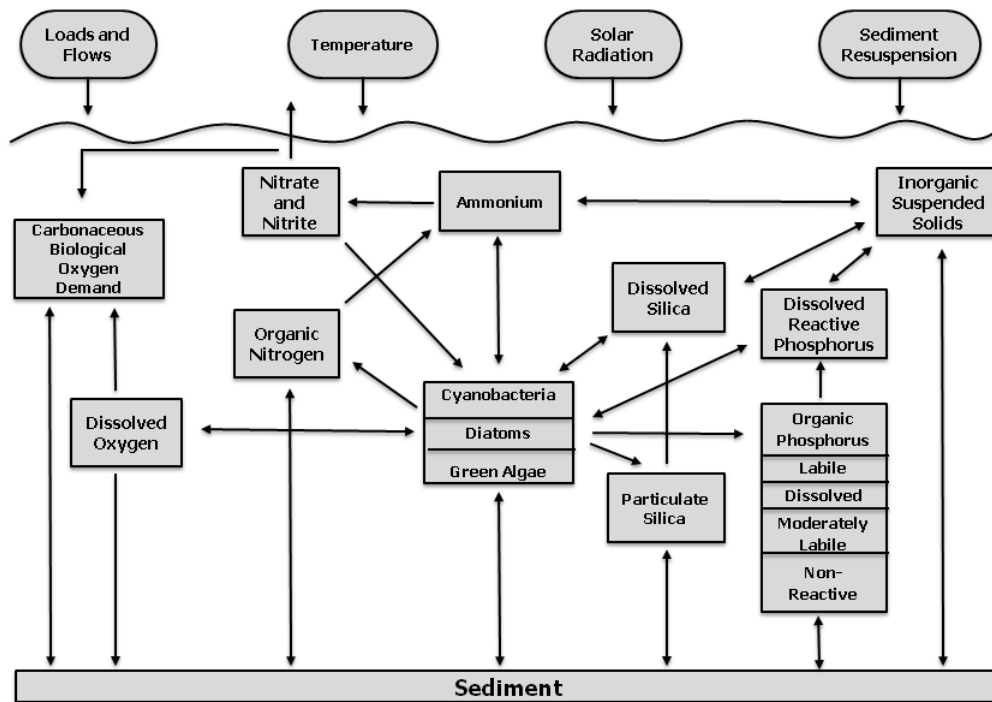 Loads and
Flows
Temperature
Solar
Radiation
Sediment
Resuspension
Nitrate
and
Nitrite
Ammonium
Inorganic
Suspended
Solids
Carbonaceous
Biological
Oxygen
Demand
Dissolved
Silica
Dissolved
Reactive
Phosphorus
Organic
Nitrogen
Cyanobacteria
Diatoms
Green Algae
Dissolved
Oxygen
Organic
Phosphorus
Labile
Dissolved
Moderately
Labile
Non-
Reactive
Particulate
Silica
Sediment